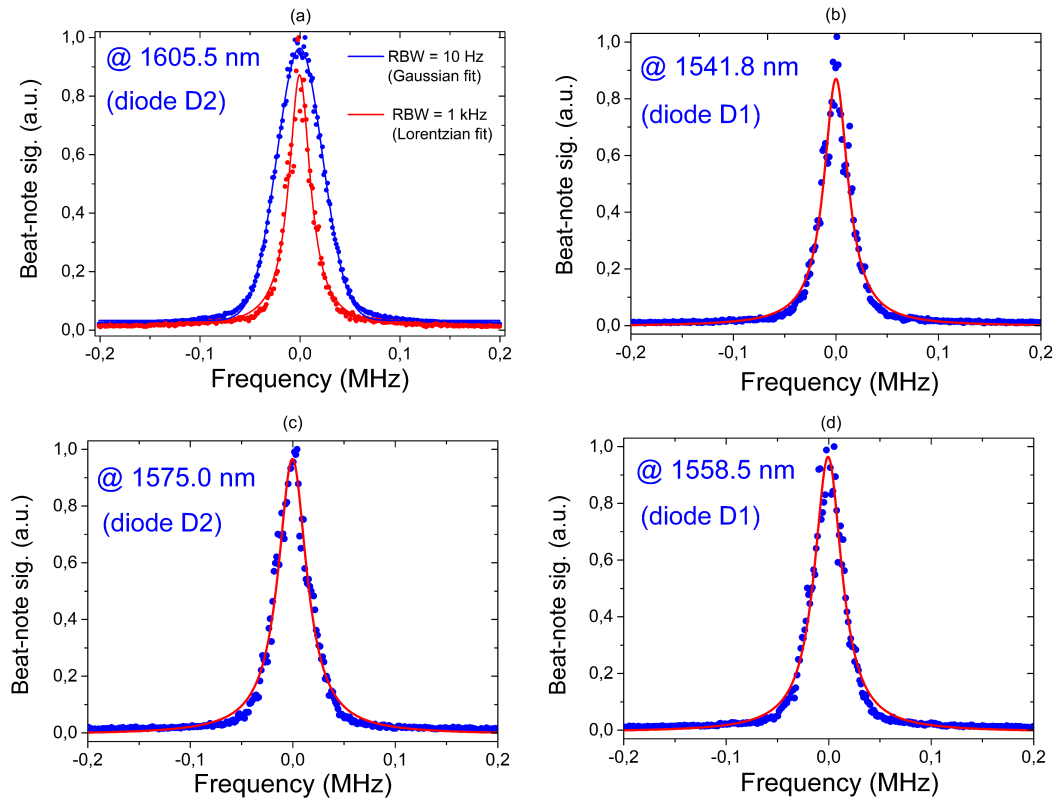 (a)
@ 1605.5 nm
(diode D2)
RBW = 10 Hz
(Gaussian fit)
RBW = 1 kHz
(Lorentzian fit)
Beat-note sig. (a.u.)
1,0
0,8
0,6
0,4
0,2
0,0
-0,2 -0,1 0,0 0,1 0,2
Frequency (MHz)
(b)
@ 1541.8 nm
(diode D1)
Beat-note sig. (a.u.)
1,0
0,8
0,6
0,4
0,2
0,0
-0,2 -0,1 0,0 0,1 0,2
Frequency (MHz)
(c)
@ 1575.0 nm
(diode D2)
Beat-note sig. (a.u.)
1,0
0,8
0,6
0,4
0,2
0,0
-0,2 -0,1 0,0 0,1 0,2
Frequency (MHz)
(d)
@ 1558.5 nm
(diode D1)
Beat-note sig. (a.u.)
1,0
0,8
0,6
0,4
0,2
0,0
-0,2 -0,1 0,0 0,1 0,2
Frequency (MHz)